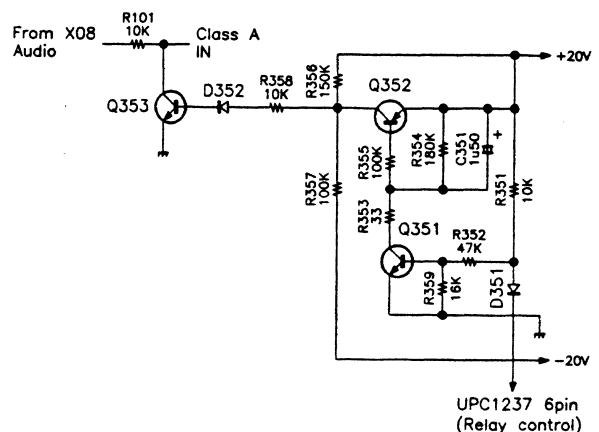 From X08
Audio
R101
10K
Class A
IN
Q353
D352
R358
10K
R356
150K
Q352
+20V
R357
100K
R355
100K
R354
180K
C351
1u50
+
R351
10K
R353
33
Q351
R352
47K
R359
16K
D351
-20V
UPC1237 6pin
(Relay control)